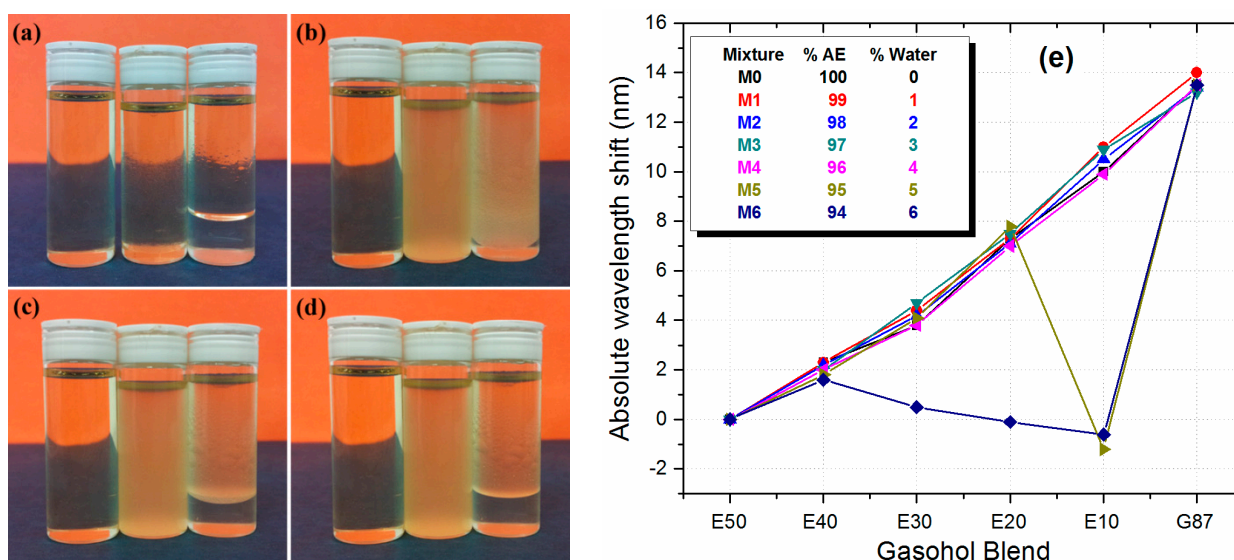 (a)
(b)
(c)
(d)
(e)
Mixture % AE % Water
M0 100 0
M1 99 1
M2 98 2
M3 97 3
M4 96 4
M5 95 5
M6 94 6
Absolute wavelength shift (nm)
16
14
12
10
8
6
4
2
0
-2
E50 E40 E30 E20 E10 G87
Gasohol Blend